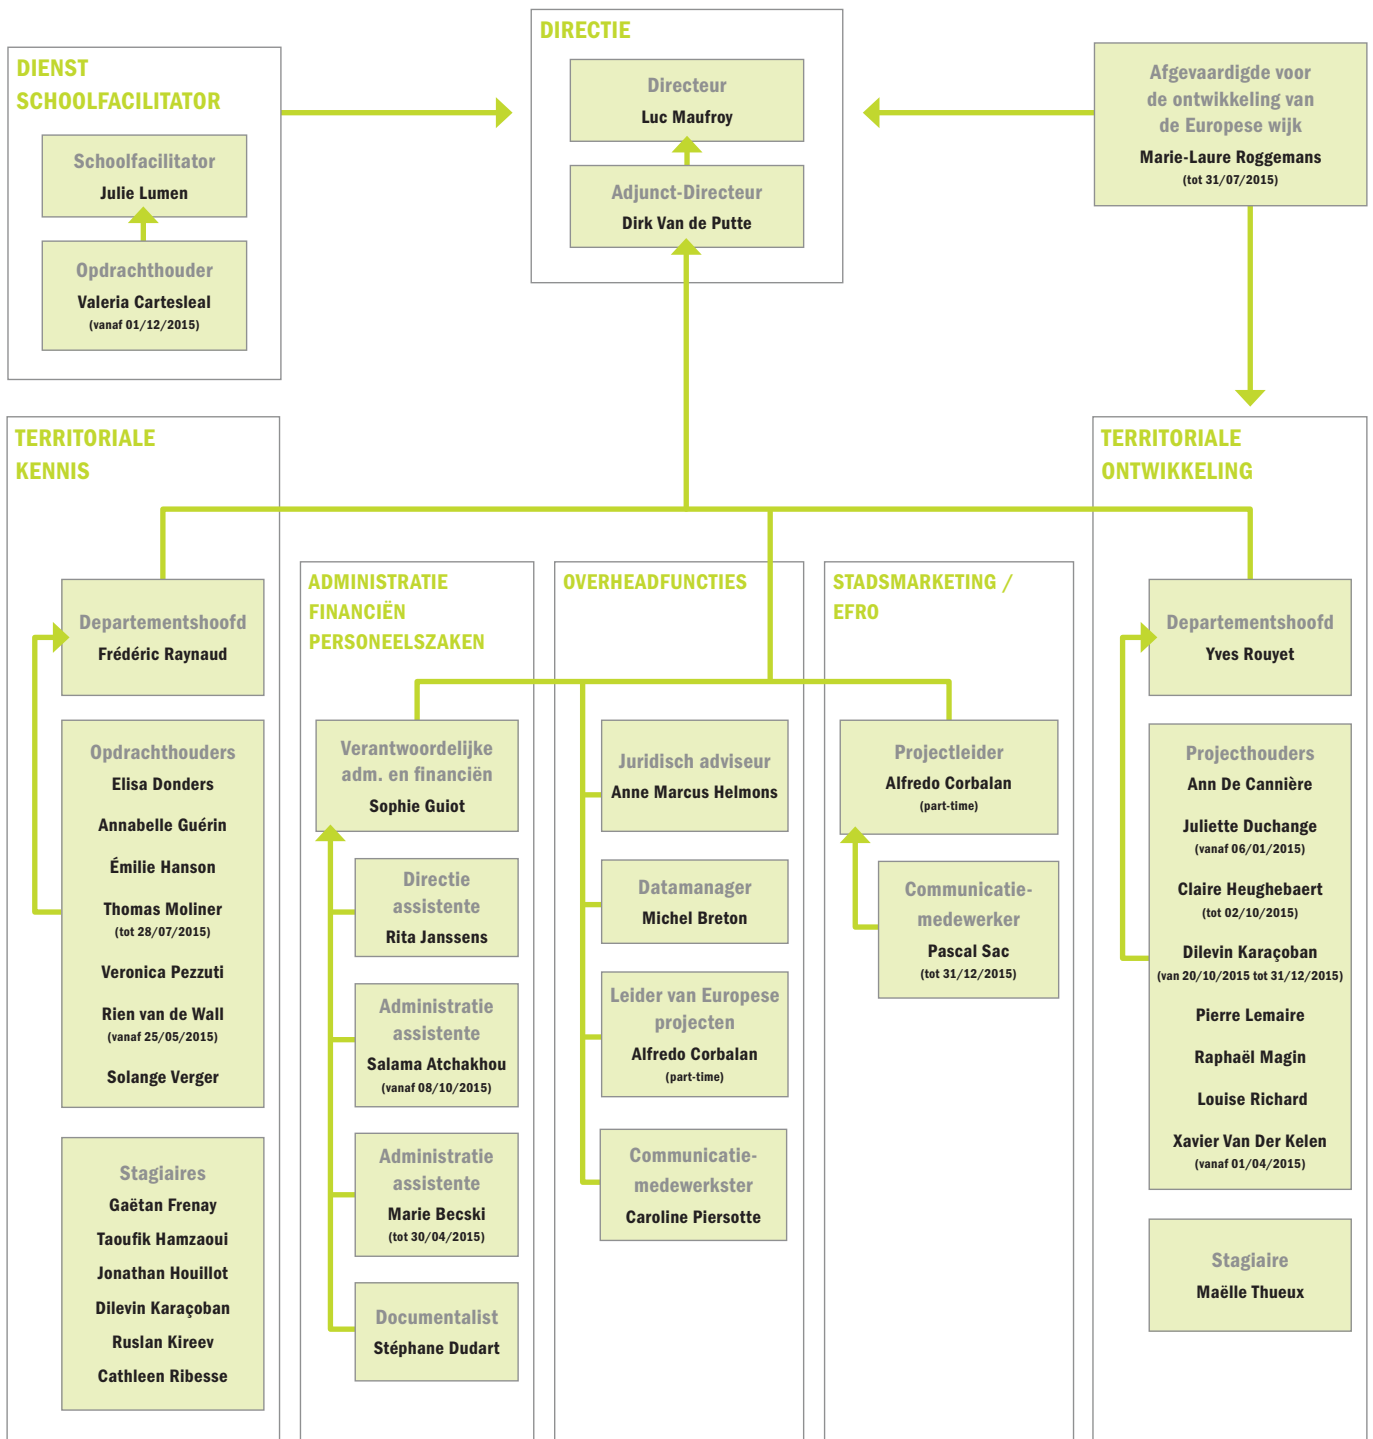 DIENST
SCHOOLFACILITATOR
Schoolfacilitator
Julie Lumen
Opdrachthouder
Valeria Cartesleal
(vanaf 01/12/2015)
DIRECTIE
Directeur
Luc Maufroy
Adjunct-Directeur
Dirk Van de Putte
Afgevaardigde voor
de ontwikkeling van
de Europese wijk
Marie-Laure Roggemans
(tot 31/07/2015)
TERRITORIALE
KENNIS
Departementshoofd
Frédéric Raynaud
Opdrachthouders
Elisa Donders
Annabelle Guérin
Émilie Hanson
Thomas Moliner
(tot 28/07/2015)
Veronica Pezzuti
Rien van de Wall
(vanaf 25/05/2015)
Solange Verger
Stagiaires
Gaëtan Frenay
Taoufik Hamzaoui
Jonathan Houillot
Dilevin Karaçoban
Ruslan Kireev
Cathleen Ribesse
ADMINISTRATIE
FINANCIËN
PERSONEELSZAKEN
Verantwoordelijke
adm. en financiën
Sophie Guiot
Directie
assistente
Rita Janssens
Administratie
assistente
Salama Atchakhou
(vanaf 08/10/2015)
Administratie
assistente
Marie Becski
(tot 30/04/2015)
Documentalist
Stéphane Dudart
OVERHEADFUNCTIES
Juridisch adviseur
Anne Marcus Helmons
Datamanager
Michel Breton
Leider van Europese
projecten
Alfredo Corbalan
(part-time)
Communicatie-
medewerkster
Caroline Piersotte
STADSMARKETING /
EFRO
Projectleider
Alfredo Corbalan
(part-time)
Communicatie-
medewerker
Pascal Sac
(tot 31/12/2015)
TERRITORIALE
ONTWIKKELING
Departementshoofd
Yves Rouyet
Projecthouders
Ann De Cannière
Juliette Duchange
(vanaf 06/01/2015)
Claire Heughebaert
(tot 02/10/2015)
Dilevin Karaçoban
(van 20/10/2015 tot 31/12/2015)
Pierre Lemaire
Raphaël Magin
Louise Richard
Xavier Van Der Kelen
(vanaf 01/04/2015)
Stagiaire
Maëlle Thueux